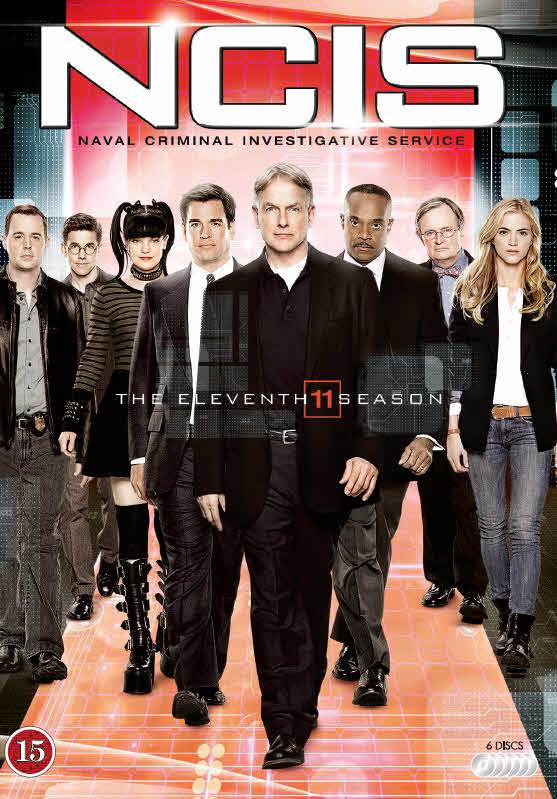 NCIS
NAVAL CRIMINAL INVESTIGATIVE SERVICE
THE ELEVENTH 11 SEASON
15
6 DISCS